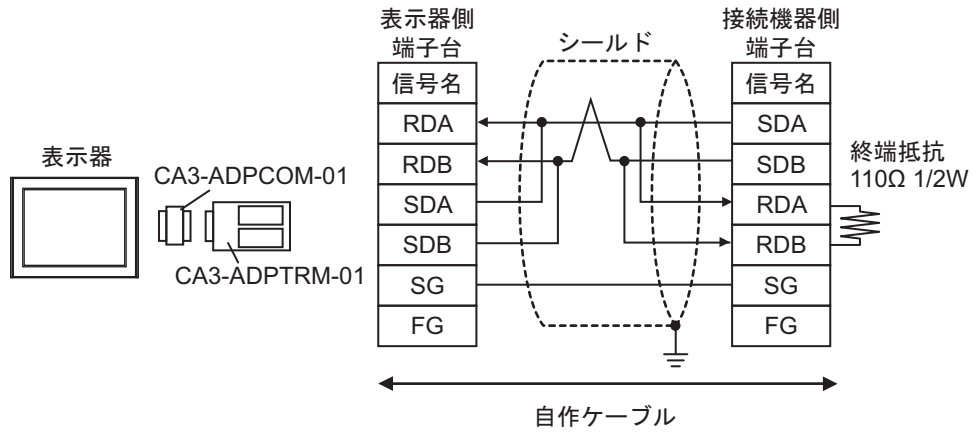 表示器
CA3-ADPCOM-01
CA3-ADPTRM-01
表示器側
端子台
信号名
RDA
RDB
SDA
SDB
SG
FG
シールド
接続機器側
端子台
信号名
SDA
SDB
RDA
RDB
SG
FG
終端抵抗
110Ω 1/2W
自作ケーブル